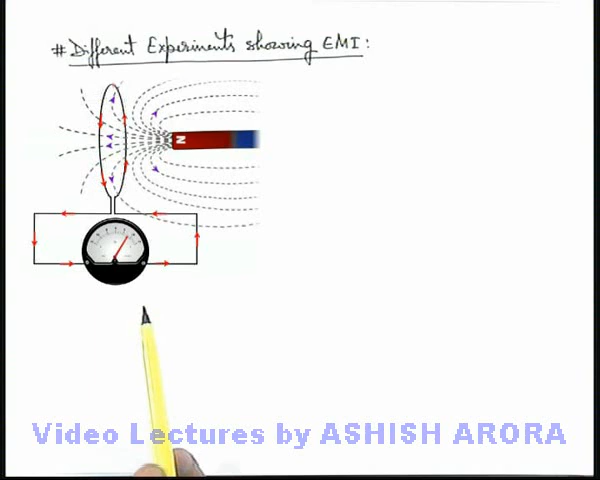 # Different Experiments showing EMI :
N
Video Lectures by ASHISH ARORA